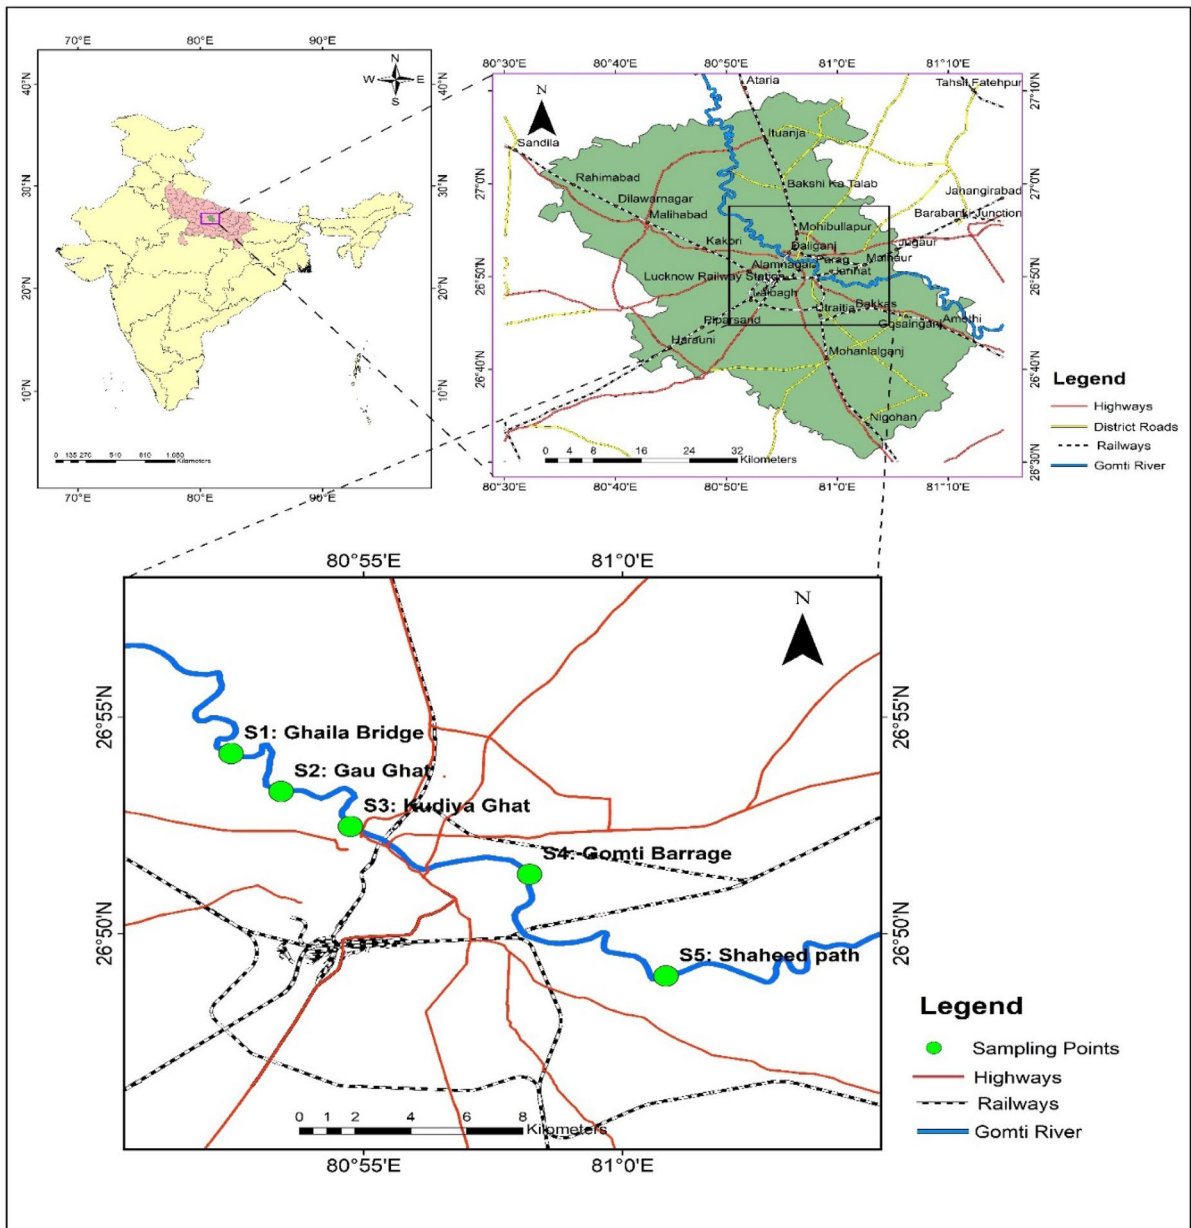 70°E 80°E 90°E
N
W E
S
40°N 40°N
30°N 30°N
20°N 20°N
10°N 10°N
0 135 270 540 810 1,080
Kilometers
70°E 80°E 90°E
80°30'E 80°40'E 80°50'E 81°0'E 81°10'E
Ataria
Tahsil Fatehpur
N
27°10'N
Ituanja
Sandila
Rahimabad
Bakshi Ka Talab
27°0'N 27°0'N
Janangirabad
Dilawarnagar
Malihabad
Barabanki Junction
Mohibullapur
Kakori
Daliganj
Jugaur
Malhaur
Alamnagar
Lucknow Railway Station
26°50'N 26°50'N
Utraitia
Bakkas
Piparsand
Gosainganj
Amethi
Harauni
Mohanlalganj
26°40'N 26°40'N
Nigohan
0 4 8 16 24 32
Kilometers
26°30'N 26°30'N
80°30'E 80°40'E 80°50'E 81°0'E 81°10'E
Legend
Highways
District Roads
Railways
Gomti River
80°55'E 81°0'E
N
26°55'N 26°55'N
S1: Ghaila Bridge
S2: Gau Ghat
S3: Kudiya Ghat
S4: Gomti Barrage
26°50'N 26°50'N
S5: Shaheed path
0 1 2 4 6 8
Kilometers
80°55'E 81°0'E
Legend
Sampling Points
Highways
Railways
Gomti River